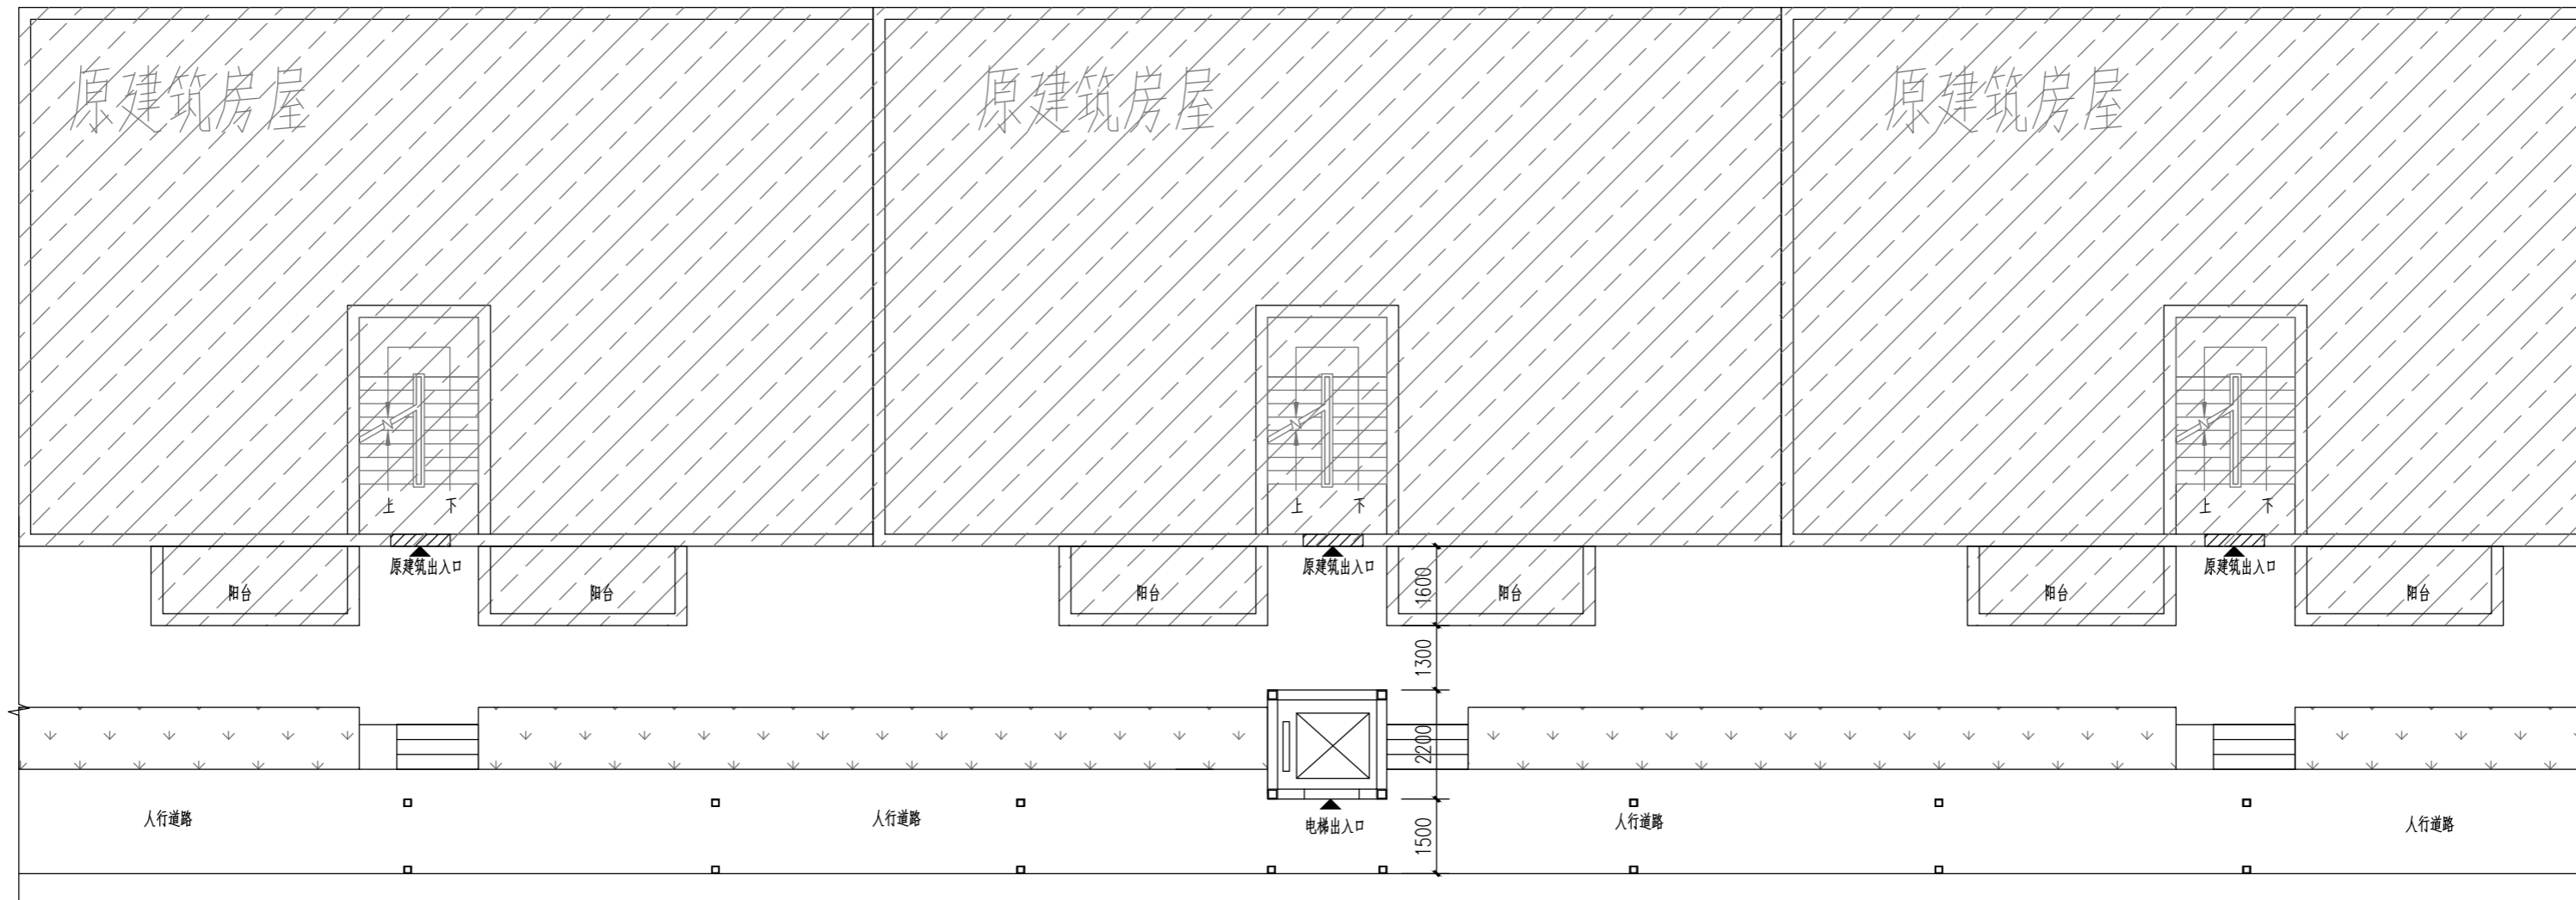 原建筑房屋
原建筑房屋
原建筑房屋
上 下
上 下
上 下
原建筑出入口
原建筑出入口
原建筑出入口
阳台
阳台
阳台
阳台
阳台
阳台
1600
1300
2200
1500
人行道路
人行道路
电梯出入口
人行道路
人行道路